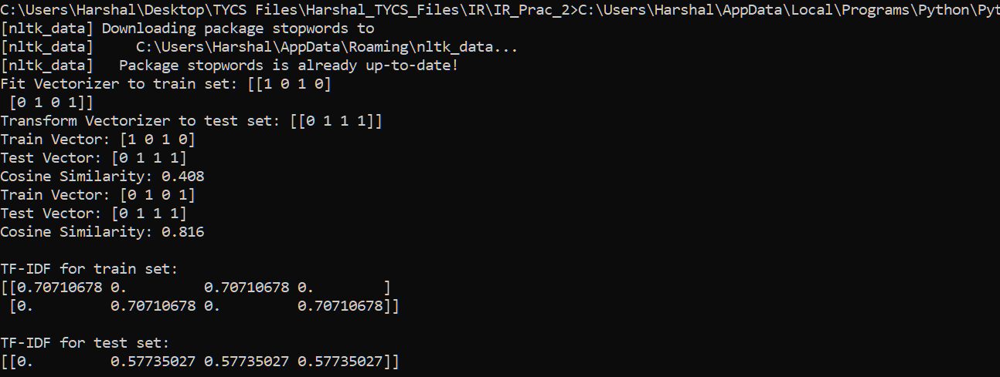 C:\Users\Harshal\Desktop\TYCS Files\Harshal_TYCS_Files\IR\IR_Prac_2>C:\Users\Harshal\AppData\Local\Programs\Python\Pyt
[nltk_data] Downloading package stopwords to
[nltk_data]     C:\Users\Harshal\AppData\Roaming\nltk_data...
[nltk_data]   Package stopwords is already up-to-date!
Fit Vectorizer to train set: [[1 0 1 0]
 [0 1 0 1]]
Transform Vectorizer to test set: [[0 1 1 1]]
Train Vector: [1 0 1 0]
Test Vector: [0 1 1 1]
Cosine Similarity: 0.408
Train Vector: [0 1 0 1]
Test Vector: [0 1 1 1]
Cosine Similarity: 0.816

TF-IDF for train set:
[[0.70710678 0.         0.70710678 0.        ]
 [0.         0.70710678 0.         0.70710678]]

TF-IDF for test set:
[[0.         0.57735027 0.57735027 0.57735027]]